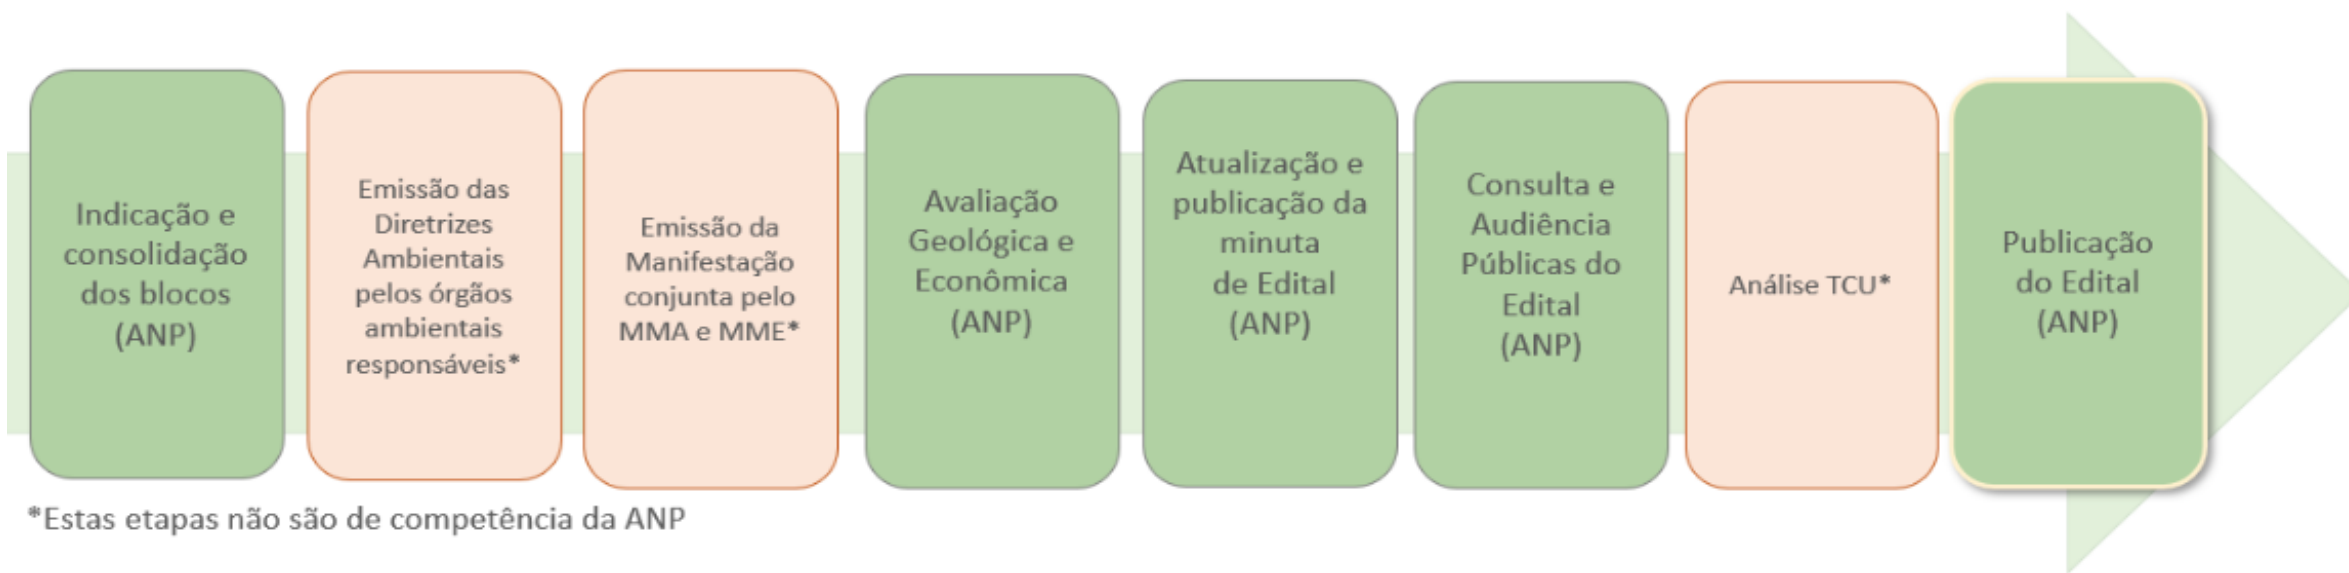 Indicação e
consolidação
dos blocos
(ANP)
Emissão das
Diretrizes
Ambientais
pelos órgãos
ambientais
responsáveis*
Emissão da
Manifestação
conjunta pelo
MMA e MME*
Avaliação
Geológica e
Econômica
(ANP)
Atualização e
publicação da
minuta
de Edital
(ANP)
Consulta e
Audiência
Públicas do
Edital
(ANP)
Análise TCU*
Publicação
do Edital
(ANP)
*Estas etapas não são de competência da ANP